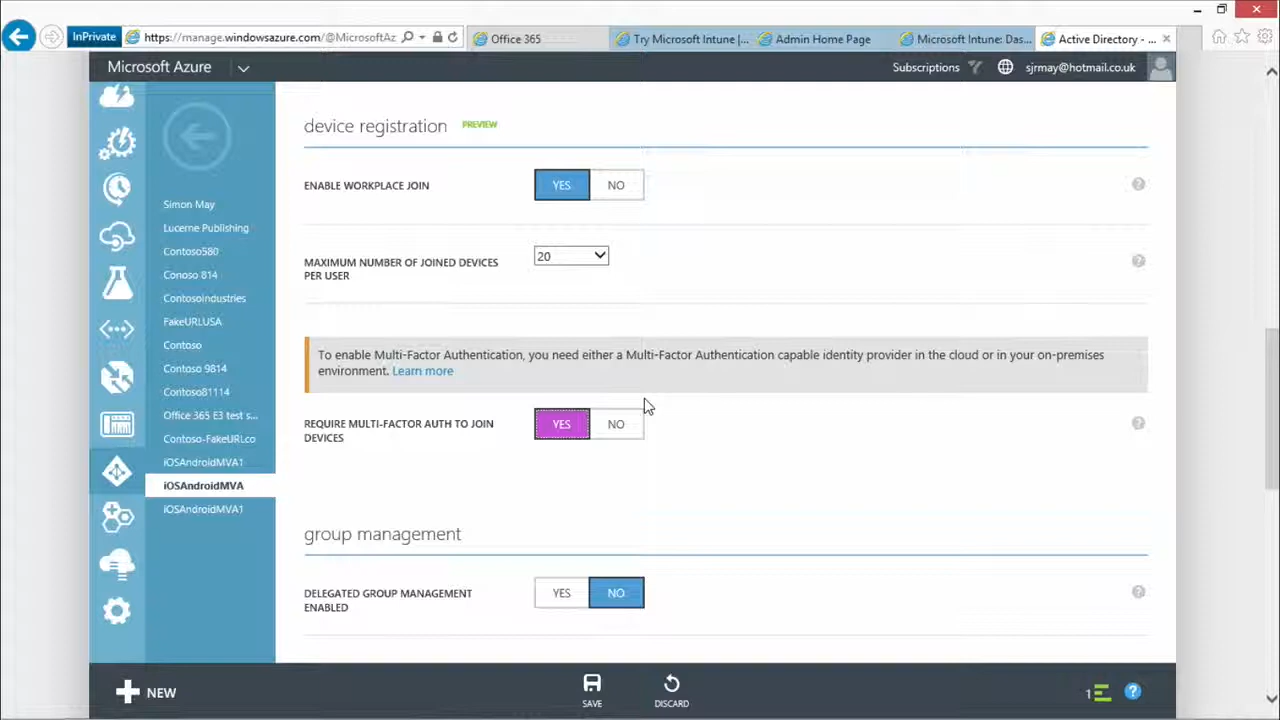 InPrivate
https://manage.windowsazure.com/@MicrosoftAz
Office 365
Try Microsoft Intune |...
Admin Home Page
Microsoft Intune: Das...
Active Directory - ...
Microsoft Azure
Subscriptions
sjrmay@hotmail.co.uk
device registration
PREVIEW
ENABLE WORKPLACE JOIN
YES
NO
Simon May
Lucerne Publishing
Contoso580
Conoso 814
Contosoindustries
FakeURLUSA
Contoso
Contoso 9814
Contoso81114
Office 365 E3 test s...
Contoso-FakeURLco
iOSAndroidMVA1
iOSAndroidMVA
iOSAndroidMVA1
MAXIMUM NUMBER OF JOINED DEVICES
PER USER
20
To enable Multi-Factor Authentication, you need either a Multi-Factor Authentication capable identity provider in the cloud or in your on-premises
environment. Learn more
REQUIRE MULTI-FACTOR AUTH TO JOIN
DEVICES
YES
NO
group management
DELEGATED GROUP MANAGEMENT
ENABLED
YES
NO
NEW
SAVE
DISCARD
1